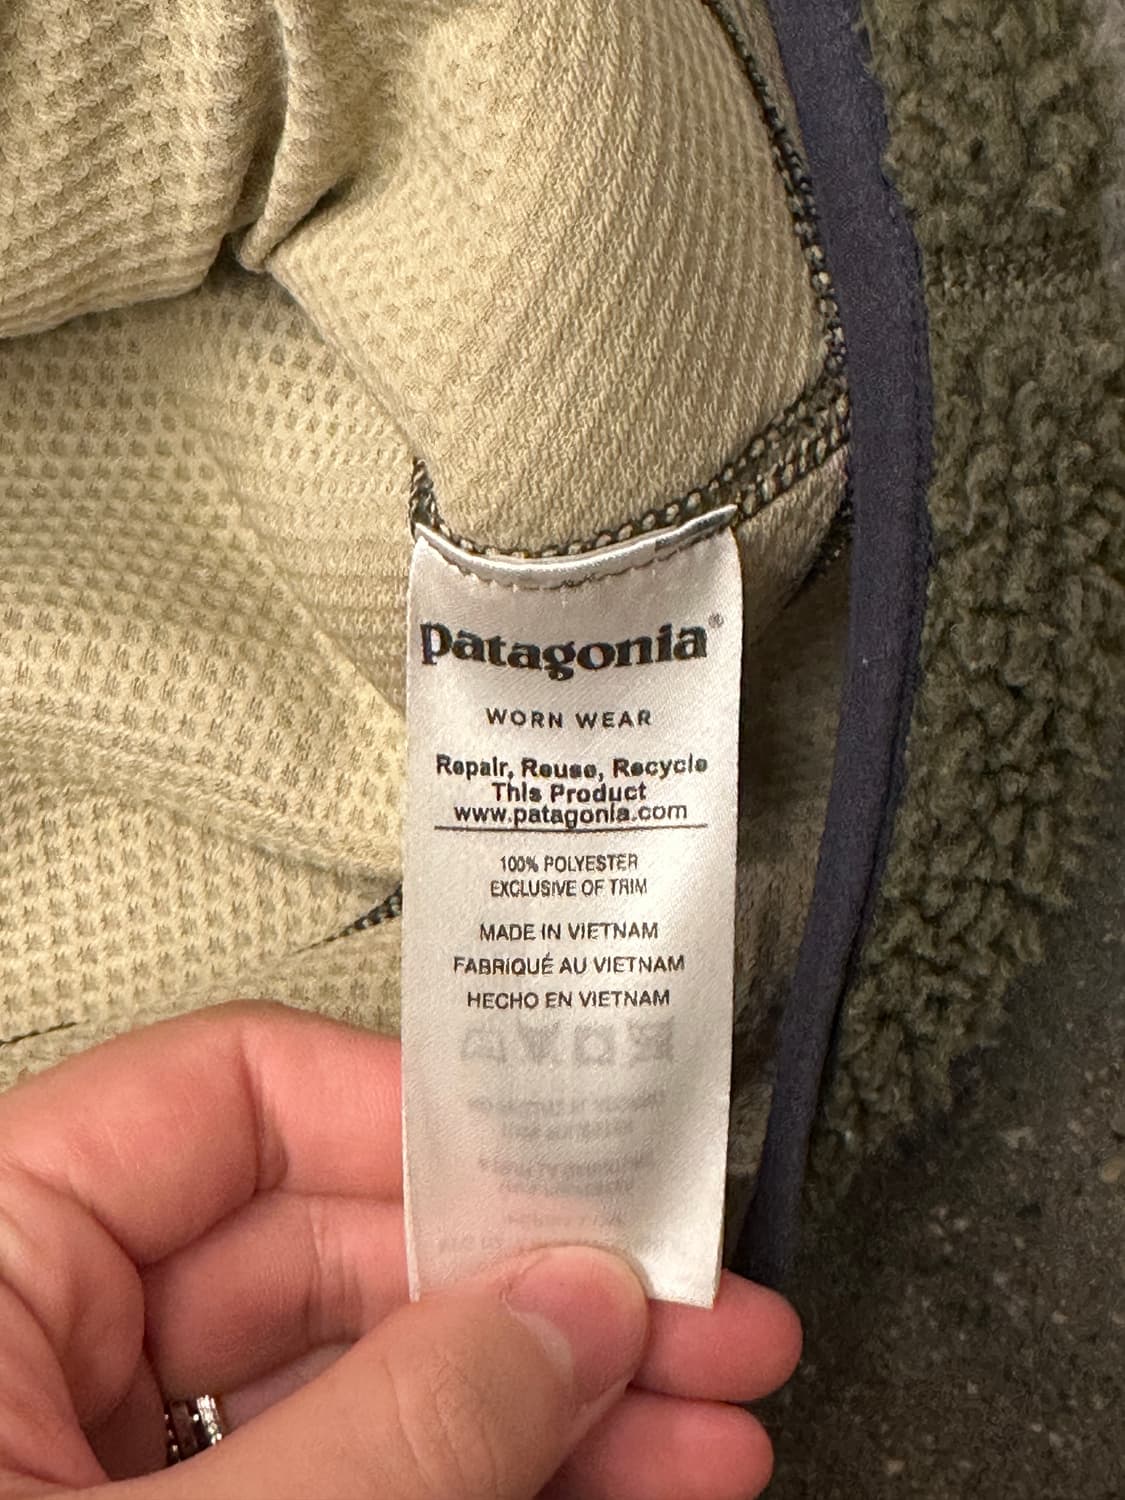 patagonia®
WORN WEAR
Repair, Reuse, Recycle
This Product
www.patagonia.com
100% POLYESTER
EXCLUSIVE OF TRIM
MADE IN VIETNAM
FABRIQUÉ AU VIETNAM
HECHO EN VIETNAM